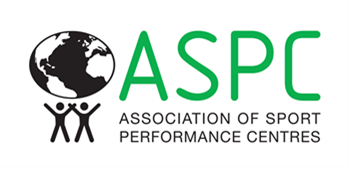 ASPC
ASSOCIATION OF SPORT
PERFORMANCE CENTRES